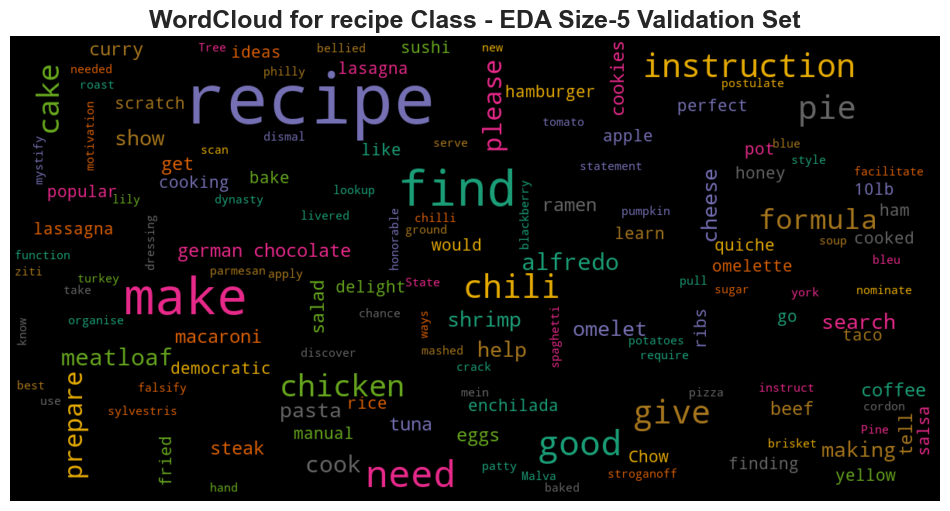 WordCloud for recipe Class - EDA Size-5 Validation Set
curry
Tree
ideas
bellied
sushi
new
needed
philly
lasagna
cookies
instruction
roast
cake
scratch
recipe
please
hamburger
postulate
perfect
pie
motivation
show
dismal
tomato
apple
mystify
scan
like
serve
statement
pot
blue
style
get
cooking
bake
lookup
find
honey
facilitate
popular
lily
dynasty
10lb
livered
honorable
chilli
blackberry
ramen
pumpkin
cheese
formula
ham
lassagna
dressing
ground
learn
german chocolate
would
quiche
soup
cooked
function
alfredo
omelette
bleu
ziti
turkey
parmesan
apply
State
pull
take
make
salad
delight
chili
sugar
york
nominate
know
organise
chance
ways
shrimp
spaghetti
omelet
ribs
go
search
macaroni
potatoes
taco
meatloaf
discover
mashed
help
require
democratic
crack
best
falsify
chicken
mein
pizza
instruct
coffee
use
prepare
rice
enchilada
cordon
sylvestris
pasta
give
beef
tuna
manual
eggs
Pine
tell
salsa
fried
steak
good
Chow
brisket
making
cook
need
patty
Malva
stroganoff
finding
yellow
hand
baked